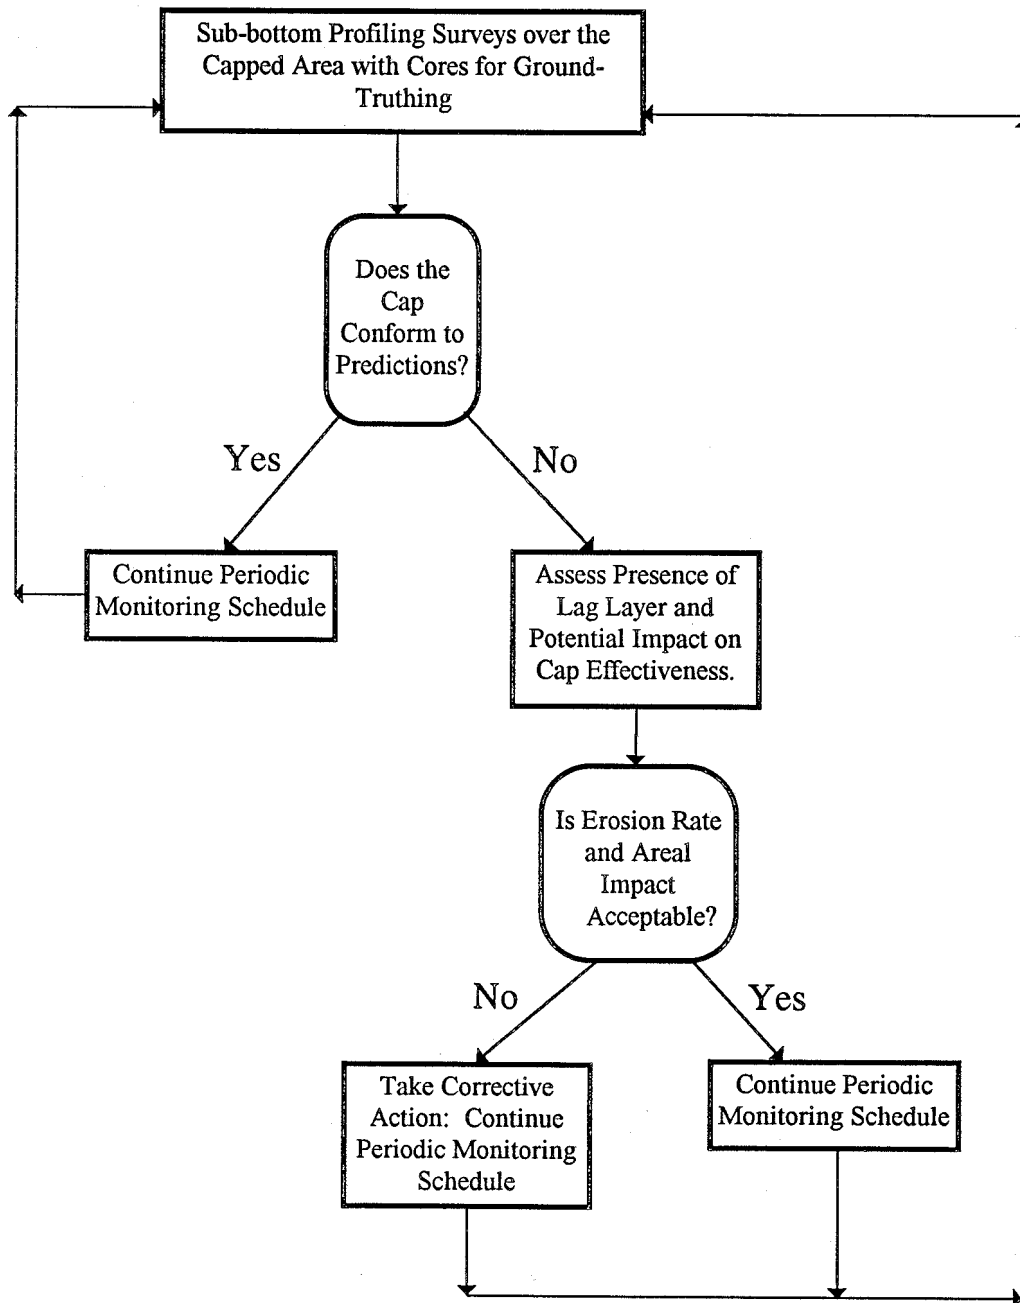 Sub-bottom Profiling Surveys over the
Capped Area with Cores for Ground-
Truthing
Does the
Cap
Conform to
Predictions?
Yes
No
Continue Periodic
Monitoring Schedule
Assess Presence of
Lag Layer and
Potential Impact on
Cap Effectiveness.
Is Erosion Rate
and Areal
Impact
Acceptable?
No
Yes
Take Corrective
Action: Continue
Periodic Monitoring
Schedule
Continue Periodic
Monitoring Schedule